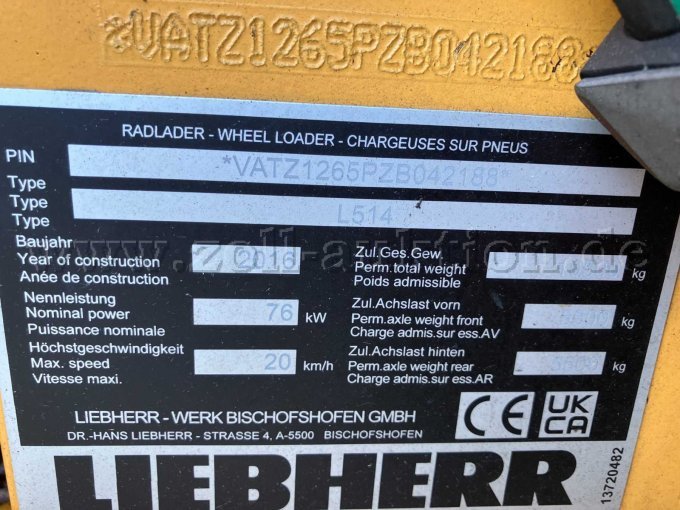 *VATZ1265PZB042188*
RADLADER - WHEEL LOADER - CHARGEUSES SUR PNEUS
PIN *VATZ1265PZB042188*
Type
Type L514
Type
Baujahr
Year of construction 2016
Anée de construction
Nennleistung
Nominal power 76 kW
Puissance nominale
Höchstgeschwindigkeit
Max. speed 20 km/h
Vitesse maxi.
Zul.Ges.Gew.
Perm.total weight kg
Poids admissible
Zul.Achslast vorn
Perm.axle weight front kg
Charge admis.sur ess.AV
Zul.Achslast hinten
Perm.axle weight rear kg
Charge admis.sur ess.AR
www.zoll-auktion.de
LIEBHERR - WERK BISCHOFSHOFEN GMBH
DR.-HANS LIEBHERR - STRASSE 4, A-5500 BISCHOFSHOFEN
CE
UK
CA
LIEBHERR
13720482